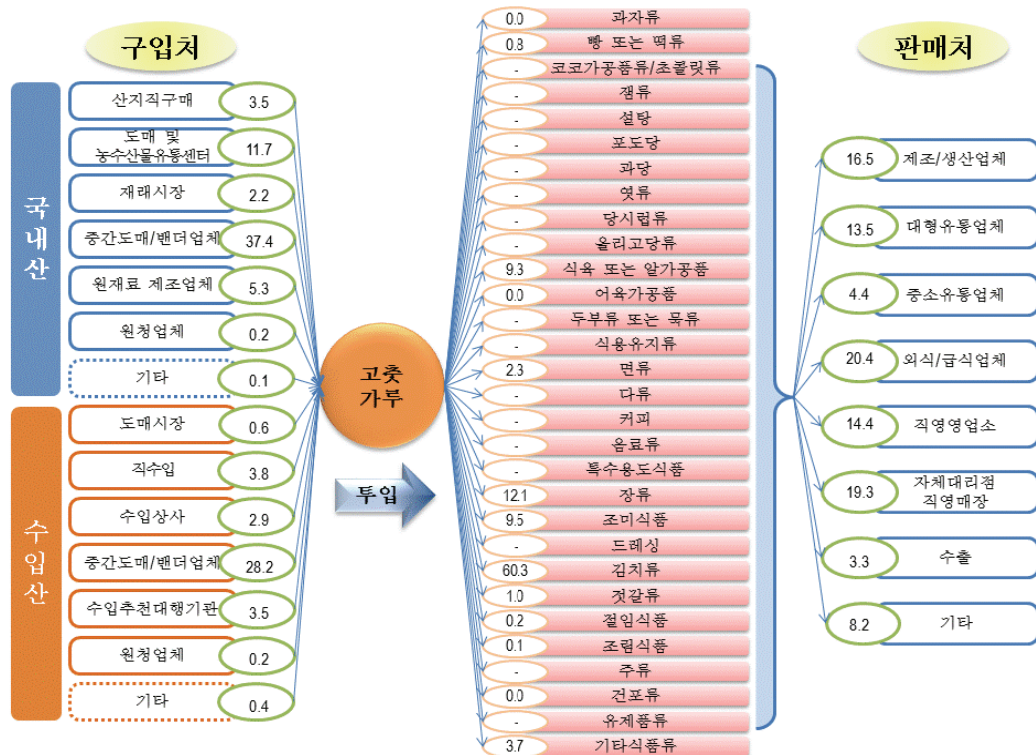 구입처
국내산
산지직구매
3.5
도매 및
농수산물유통센터
11.7
재래시장
2.2
중간도매/밴더업체
37.4
원재료 제조업체
5.3
원청업체
0.2
기타
0.1
수입산
도매시장
0.6
직수입
3.8
수입상사
2.9
중간도매/밴더업체
28.2
수입추천대행기관
3.5
원청업체
0.2
기타
0.4
고춧
가루
투입
0.0 과자류
0.8 빵 또는 떡류
- 코코가공품류/초콜릿류
- 잼류
- 설탕
- 포도당
- 과당
- 엿류
- 당시럽류
- 올리고당류
9.3 식육 또는 알가공품
0.0 어육가공품
- 두부류 또는 묵류
- 식용유지류
2.3 면류
- 다류
- 커피
- 음료류
- 특수용도식품
12.1 장류
9.5 조미식품
- 드레싱
60.3 김치류
1.0 젓갈류
0.2 절임식품
0.1 조림식품
- 주류
0.0 건포류
- 유제품류
3.7 기타식품류
판매처
16.5 제조/생산업체
13.5 대형유통업체
4.4 중소유통업체
20.4 외식/급식업체
14.4 직영영업소
19.3 자체대리점
직영매장
3.3 수출
8.2 기타